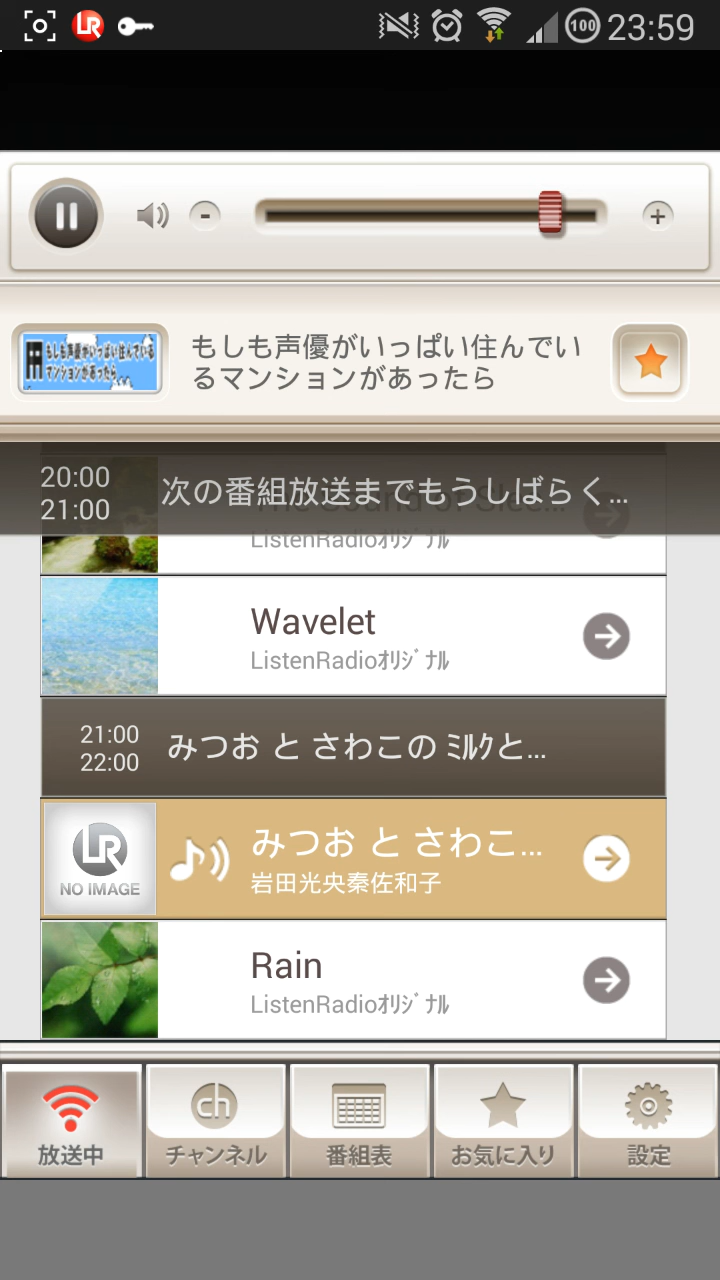 LR
100
23:59
もしも声優がいっぱい住んでいる
マンションがあったら
もしも声優がいっぱい住んでい
るマンションがあったら
20:00
21:00
次の番組放送までもうしばらく…
The Sound of Slee…
ListenRadioｵﾘｼﾞﾅﾙ
Wavelet
ListenRadioｵﾘｼﾞﾅﾙ
21:00
22:00
みつお と さわこの ﾐﾙｸと…
LR
NO IMAGE
みつお と さわこ…
岩田光央秦佐和子
Rain
ListenRadioｵﾘｼﾞﾅﾙ
放送中
ch
チャンネル
番組表
お気に入り
設定